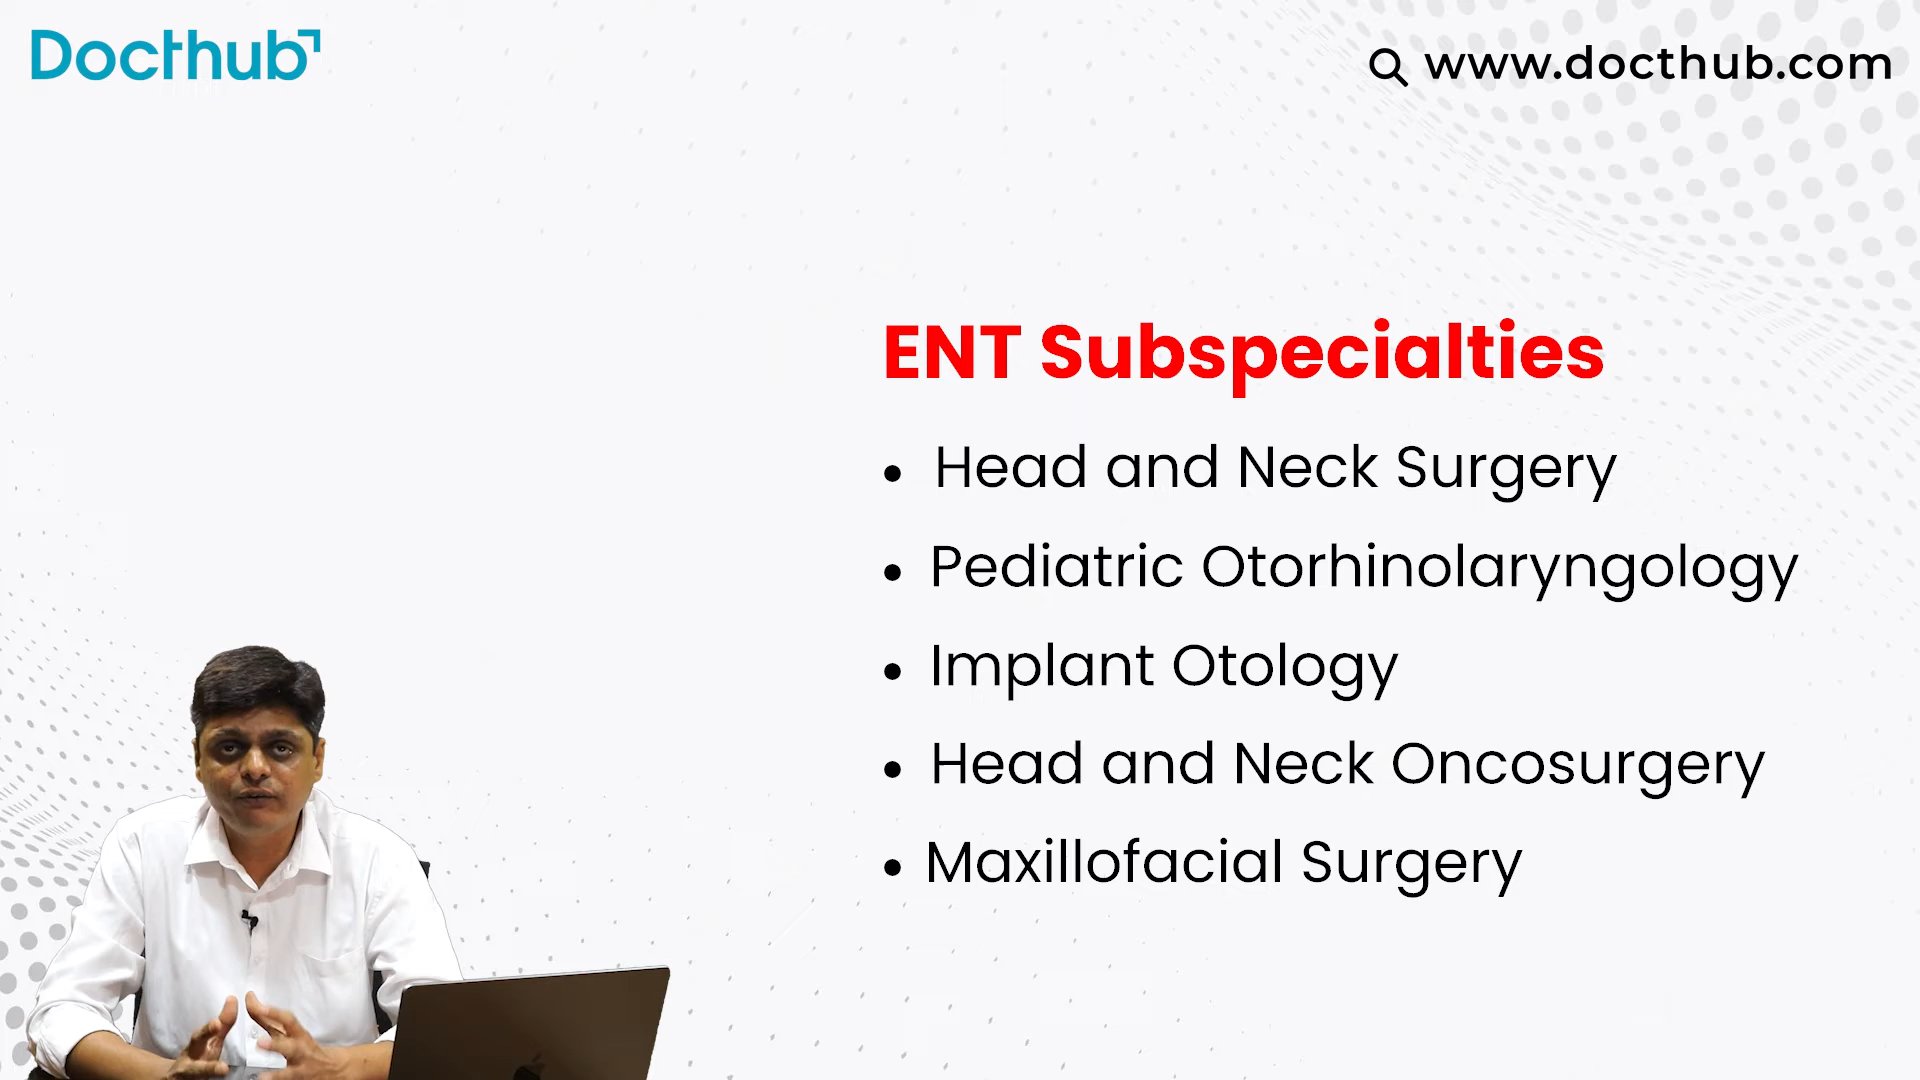 Docthub
www.docthub.com
ENT Subspecialties
• Head and Neck Surgery
• Pediatric Otorhinolaryngology
• Implant Otology
• Head and Neck Oncosurgery
• Maxillofacial Surgery